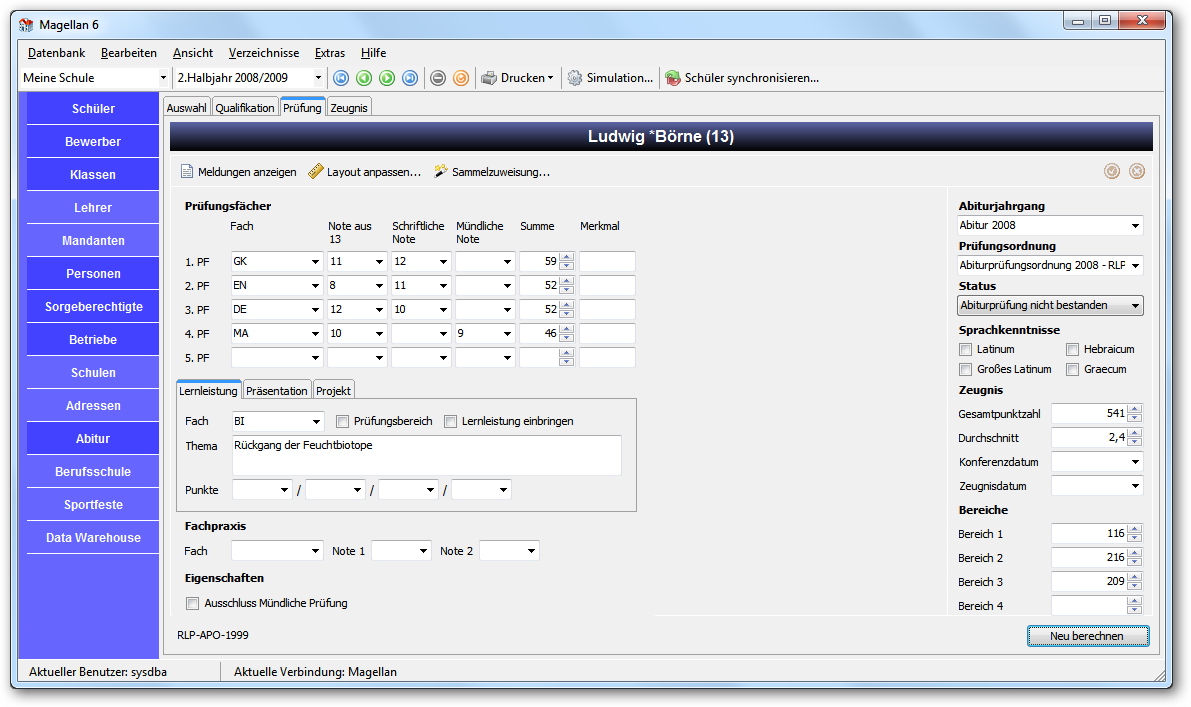 Magellan 6
Datenbank Bearbeiten Ansicht Verzeichnisse Extras Hilfe
Meine Schule 2.Halbjahr 2008/2009 Drucken Simulation... Schüler synchronisieren...
Schüler
Bewerber
Klassen
Lehrer
Mandanten
Personen
Sorgeberechtigte
Betriebe
Schulen
Adressen
Abitur
Berufsschule
Sportfeste
Data Warehouse
Auswahl Qualifikation Prüfung Zeugnis
Ludwig *Börne (13)
Meldungen anzeigen Layout anpassen... Sammelzuweisung...
Prüfungsfächer
Fach Note aus 13 Schriftliche Note Mündliche Note Summe Merkmal
1. PF GK 11 12 59
2. PF EN 8 11 52
3. PF DE 12 10 52
4. PF MA 10 9 46
5. PF
Lernleistung Präsentation Projekt
Fach BI Prüfungsbereich Lernleistung einbringen
Thema Rückgang der Feuchtbiotope
Punkte / / /
Fachpraxis
Fach Note 1 Note 2
Eigenschaften
Ausschluss Mündliche Prüfung
RLP-APO-1999
Abiturjahrgang
Abitur 2008
Prüfungsordnung
Abiturprüfungsordnung 2008 - RLP
Status
Abiturprüfung nicht bestanden
Sprachkenntnisse
Latinum Hebraicum
Großes Latinum Graecum
Zeugnis
Gesamtpunktzahl 541
Durchschnitt 2,4
Konferenzdatum
Zeugnisdatum
Bereiche
Bereich 1 116
Bereich 2 216
Bereich 3 209
Bereich 4
Neu berechnen
Aktueller Benutzer: sysdba Aktuelle Verbindung: Magellan